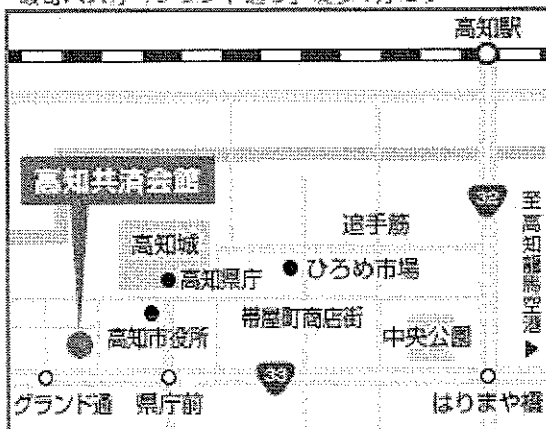 高知駅
高知共済会館
32
至高知龍馬空港▼
追手筋
高知城
高知県庁
ひろめ市場
帯屋町商店街
高知市役所
中央公園
33
グランド通
県庁前
はりまや橋